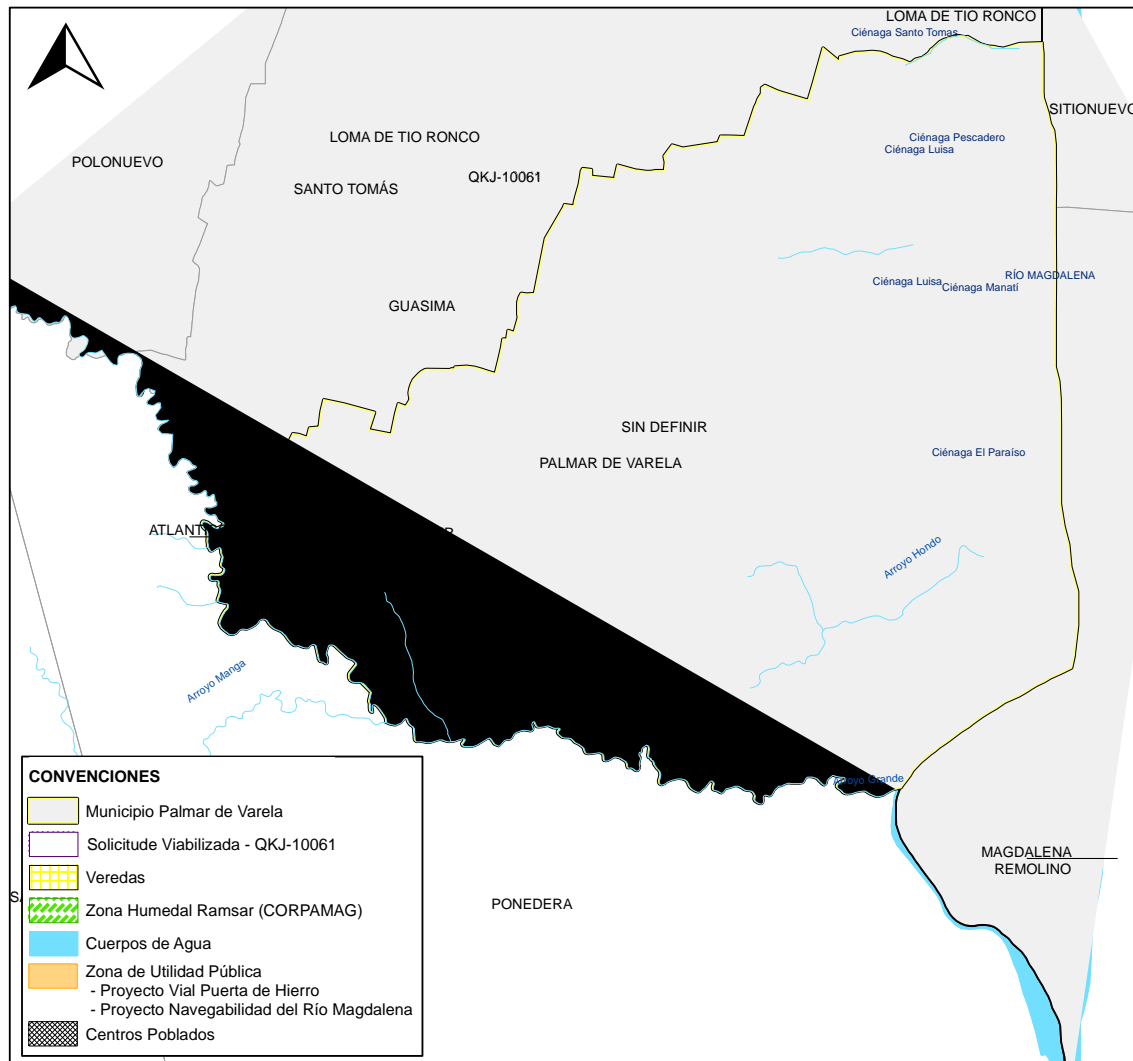 LOMA DE TIO RONCO
Ciénaga Santo Tomas
SITIONUEVO
LOMA DE TIO RONCO
Ciénaga Pescadero
Ciénaga Luisa
POLONUEVO
QKJ-10061
SANTO TOMÁS
RÍO MAGDALENA
Ciénaga Luisa
Ciénaga Manatí
GUASIMA
SIN DEFINIR
Ciénaga El Paraíso
PALMAR DE VARELA
ATLANT
Arroyo Hondo
Arroyo Manga
Arroyo Grande
MAGDALENA
REMOLINO
PONEDERA
CONVENCIONES
Municipio Palmar de Varela
Solicitude Viabilizada - QKJ-10061
Veredas
Zona Humedal Ramsar (CORPAMAG)
Cuerpos de Agua
Zona de Utilidad Pública
- Proyecto Vial Puerta de Hierro
- Proyecto Navegabilidad del Río Magdalena
Centros Poblados